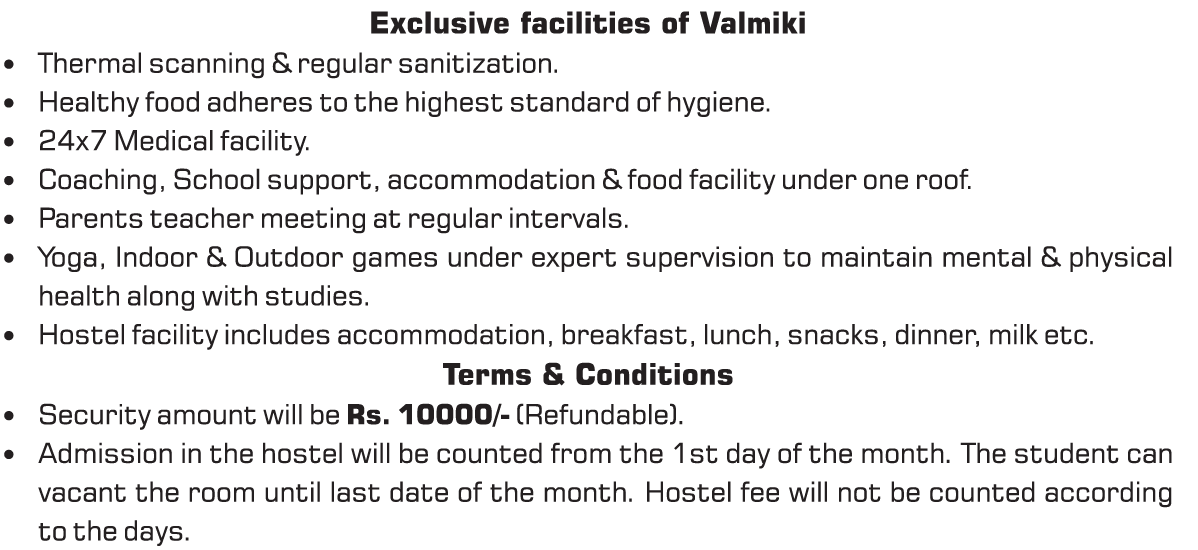 Exclusive facilities of Valmiki
• Thermal scanning & regular sanitization.
• Healthy food adheres to the highest standard of hygiene.
• 24x7 Medical facility.
• Coaching, School support, accommodation & food facility under one roof.
• Parents teacher meeting at regular intervals.
• Yoga, Indoor & Outdoor games under expert supervision to maintain mental & physical
health along with studies.
• Hostel facility includes accommodation, breakfast, lunch, snacks, dinner, milk etc.
Terms & Conditions
• Security amount will be Rs. 10000/- (Refundable).
• Admission in the hostel will be counted from the 1st day of the month. The student can
vacant the room until last date of the month. Hostel fee will not be counted according
to the days.